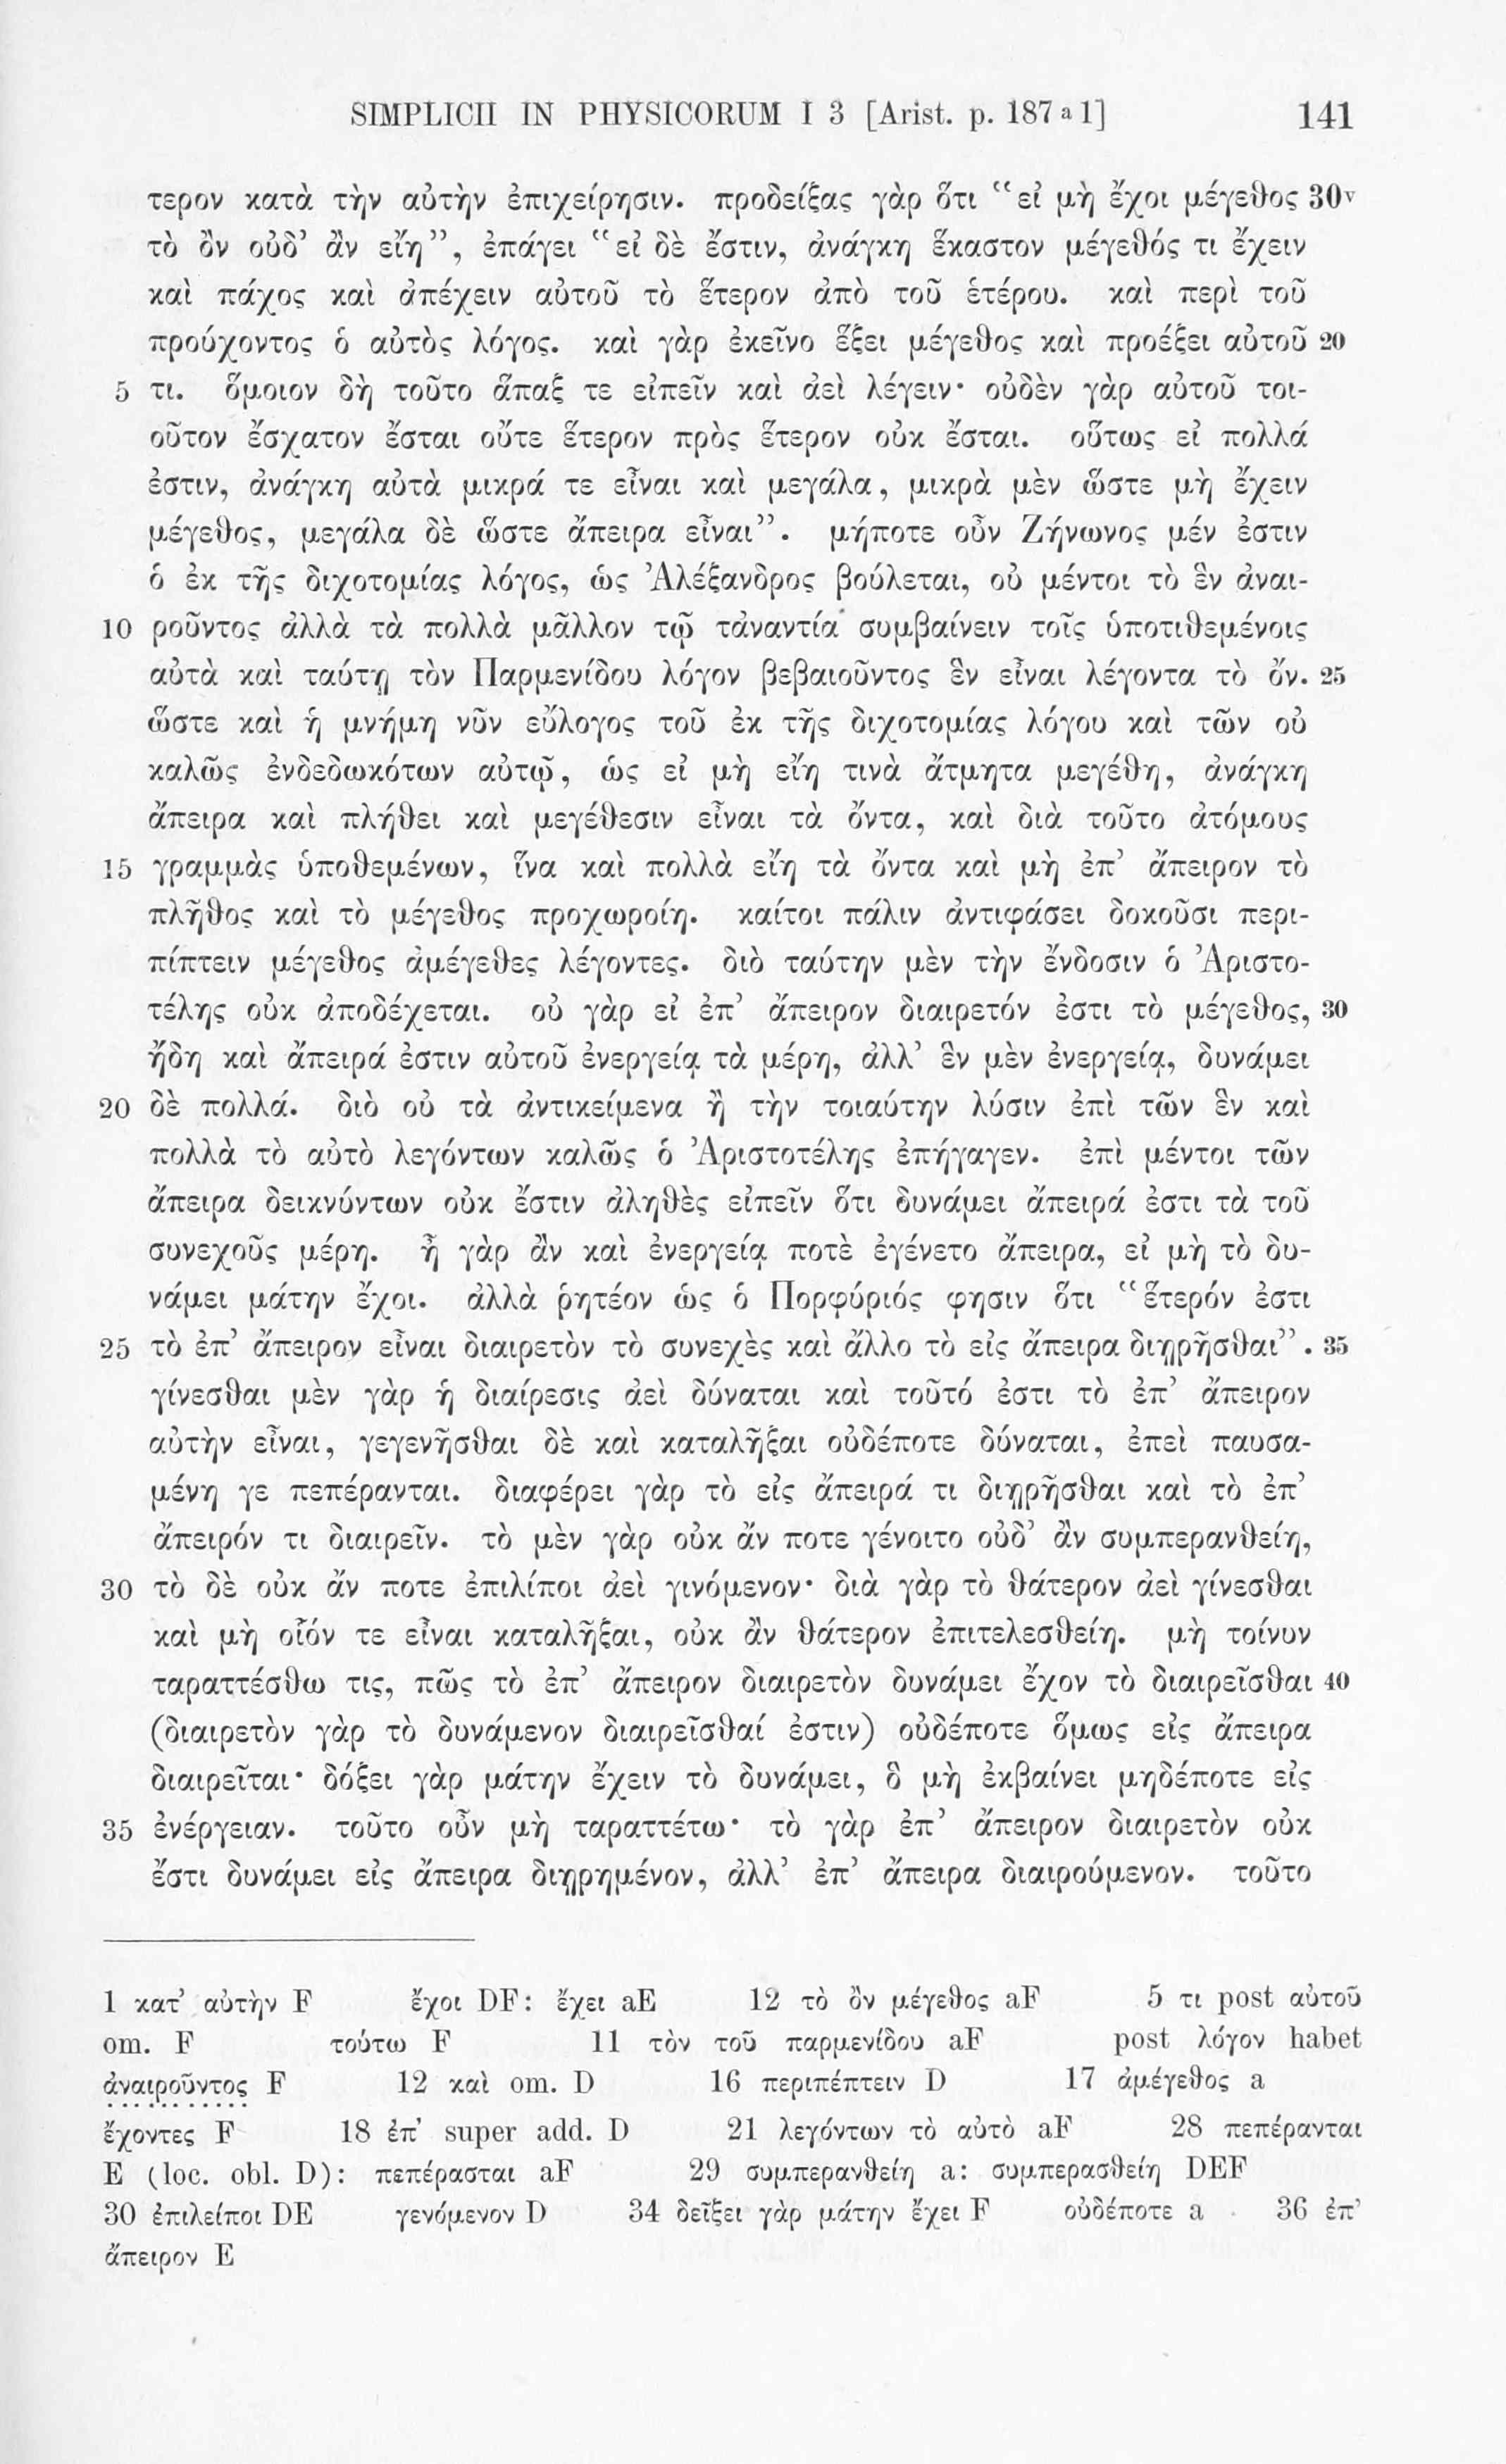 SIMPLICII IN PHYSICORUM I 3 [Arist. p. 187 a 1] 141
τερον κατὰ τὴν αὐτὴν ἐπιχείρησιν. προδείξας γὰρ ὅτι “εἰ μὴ ἔχοι μέγεθος 30v
τὸ ὂν οὐδ’ ἂν εἴη”, ἐπάγει “εἰ δὲ ἔστιν, ἀνάγκη ἕκαστον μέγεθός τι ἔχειν
καὶ πάχος καὶ ἀπέχειν αὐτοῦ τὸ ἕτερον ἀπὸ τοῦ ἑτέρου. καὶ περὶ τοῦ
προύχοντος ὁ αὐτὸς λόγος. καὶ γὰρ ἐκεῖνο ἕξει μέγεθος καὶ προέξει αὐτοῦ 20
5 τι. ὅμοιον δὴ τοῦτο ἅπαξ τε εἰπεῖν καὶ ἀεὶ λέγειν· οὐδὲν γὰρ αὐτοῦ τοι-
οῦτον ἔσχατον ἔσται οὔτε ἕτερον πρὸς ἕτερον οὐκ ἔσται. οὕτως εἰ πολλά
ἐστιν, ἀνάγκη αὐτὰ μικρά τε εἶναι καὶ μεγάλα, μικρὰ μὲν ὥστε μὴ ἔχειν
μέγεθος, μεγάλα δὲ ὥστε ἄπειρα εἶναι”. μήποτε οὖν Ζήνωνος μέν ἐστιν
ὁ ἐκ τῆς διχοτομίας λόγος, ὡς Ἀλέξανδρος βούλεται, οὐ μέντοι τὸ ἓν ἀναι-
10 ροῦντος ἀλλὰ τὰ πολλὰ μᾶλλον τῷ τἀναντία συμβαίνειν τοῖς ὑποτιθεμένοις
αὐτὰ καὶ ταύτῃ τὸν Παρμενίδου λόγον βεβαιοῦντος ἓν εἶναι λέγοντα τὸ ὄν. 25
ὥστε καὶ ἡ μνήμη νῦν εὔλογος τοῦ ἐκ τῆς διχοτομίας λόγου καὶ τῶν οὐ
καλῶς ἐνδεδωκότων αὐτῷ, ὡς εἰ μὴ εἴη τινὰ ἄτμητα μεγέθη, ἀνάγκη
ἄπειρα καὶ πλήθει καὶ μεγέθεσιν εἶναι τὰ ὄντα, καὶ διὰ τοῦτο ἀτόμους
15 γραμμὰς ὑποθεμένων, ἵνα καὶ πολλὰ εἴη τὰ ὄντα καὶ μὴ ἐπ’ ἄπειρον τὸ
πλῆθος καὶ τὸ μέγεθος προχωροίη. καίτοι πάλιν ἀντιφάσει δοκοῦσι περι-
πίπτειν μέγεθος ἀμέγεθες λέγοντες. διὸ ταύτην μὲν τὴν ἔνδοσιν ὁ Ἀριστο-
τέλης οὐκ ἀποδέχεται. οὐ γὰρ εἰ ἐπ’ ἄπειρον διαιρετόν ἐστι τὸ μέγεθος, 30
ἤδη καὶ ἄπειρά ἐστιν αὐτοῦ ἐνεργείᾳ τὰ μέρη, ἀλλ’ ἓν μὲν ἐνεργείᾳ, δυνάμει
20 δὲ πολλά. διὸ οὐ τὰ ἀντικείμενα ἢ τὴν τοιαύτην λύσιν ἐπὶ τῶν ἓν καὶ
πολλὰ τὸ αὐτὸ λεγόντων καλῶς ὁ Ἀριστοτέλης ἐπήγαγεν. ἐπὶ μέντοι τῶν
ἄπειρα δεικνύντων οὐκ ἔστιν ἀληθὲς εἰπεῖν ὅτι δυνάμει ἄπειρά ἐστι τὰ τοῦ
συνεχοῦς μέρη. ἦ γὰρ ἂν καὶ ἐνεργείᾳ ποτὲ ἐγένετο ἄπειρα, εἰ μὴ τὸ δυ-
νάμει μάτην ἔχοι. ἀλλὰ ῥητέον ὡς ὁ Πορφύριός φησιν ὅτι “ἕτερόν ἐστι
25 τὸ ἐπ’ ἄπειρον εἶναι διαιρετὸν τὸ συνεχὲς καὶ ἄλλο τὸ εἰς ἄπειρα διῃρῆσθαι”. 35
γίνεσθαι μὲν γὰρ ἡ διαίρεσις ἀεὶ δύναται καὶ τοῦτό ἐστι τὸ ἐπ’ ἄπειρον
αὐτὴν εἶναι, γεγενῆσθαι δὲ καὶ καταλῆξαι οὐδέποτε δύναται, ἐπεὶ παυσα-
μένη γε πεπέρανται. διαφέρει γὰρ τὸ εἰς ἄπειρά τι διῃρῆσθαι καὶ τὸ ἐπ’
ἄπειρόν τι διαιρεῖν. τὸ μὲν γὰρ οὐκ ἄν ποτε γένοιτο οὐδ’ ἂν συμπερανθείη,
30 τὸ δὲ οὐκ ἄν ποτε ἐπιλίποι ἀεὶ γινόμενον· διὰ γὰρ τὸ θάτερον ἀεὶ γίνεσθαι
καὶ μὴ οἷόν τε εἶναι καταλῆξαι, οὐκ ἂν θάτερον ἐπιτελεσθείη. μὴ τοίνυν
ταραττέσθω τις, πῶς τὸ ἐπ’ ἄπειρον διαιρετὸν δυνάμει ἔχον τὸ διαιρεῖσθαι 40
(διαιρετὸν γὰρ τὸ δυνάμενον διαιρεῖσθαί ἐστιν) οὐδέποτε ὅμως εἰς ἄπειρα
διαιρεῖται· δόξει γὰρ μάτην ἔχειν τὸ δυνάμει, ὃ μὴ ἐκβαίνει μηδέποτε εἰς
35 ἐνέργειαν. τοῦτο οὖν μὴ ταραττέτω· τὸ γὰρ ἐπ’ ἄπειρον διαιρετὸν οὐκ
ἔστι δυνάμει εἰς ἄπειρα διῃρημένον, ἀλλ’ ἐπ’ ἄπειρα διαιρούμενον. τοῦτο
1 κατ’ αὐτὴν F ἔχοι DF: ἔχει aE 12 τὸ ὂν μέγεθος aF 5 τι post αὐτοῦ
om. F τούτω F 11 τὸν τοῦ παρμενίδου aF post λόγον habet
ἀναιροῦντος F 12 καὶ om. D 16 περιπέπτειν D 17 ἀμέγεθος a
ἔχοντες F 18 ἐπ’ super add. D 21 λεγόντων τὸ αὐτὸ aF 28 πεπέρανται
E (loc. obl. D): πεπέρασται aF 29 συμπερανθείη a: συμπερασθείη DEF
30 ἐπιλείποι DE γενόμενον D 34 δείξει γὰρ μάτην ἔχει F οὐδέποτε a 36 ἐπ’
ἄπειρον E